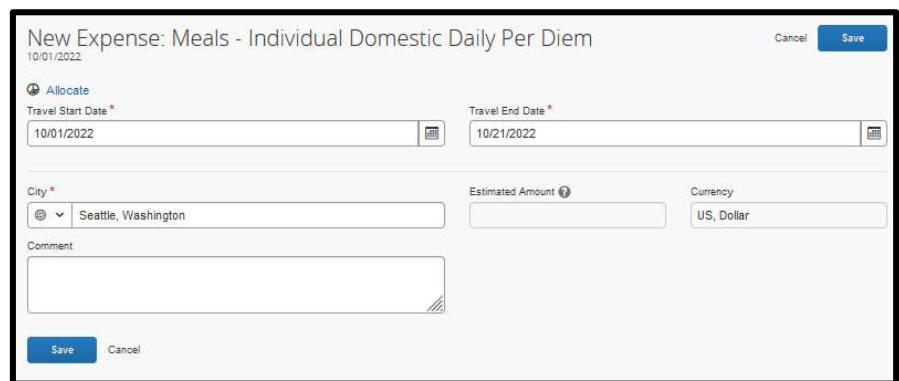 New Expense: Meals - Individual Domestic Daily Per Diem
Cancel
Save
10/01/2022
Allocate
Travel Start Date *
Travel End Date *
10/01/2022
10/21/2022
City *
Estimated Amount
Currency
Seattle, Washington
US, Dollar
Comment
Save
Cancel